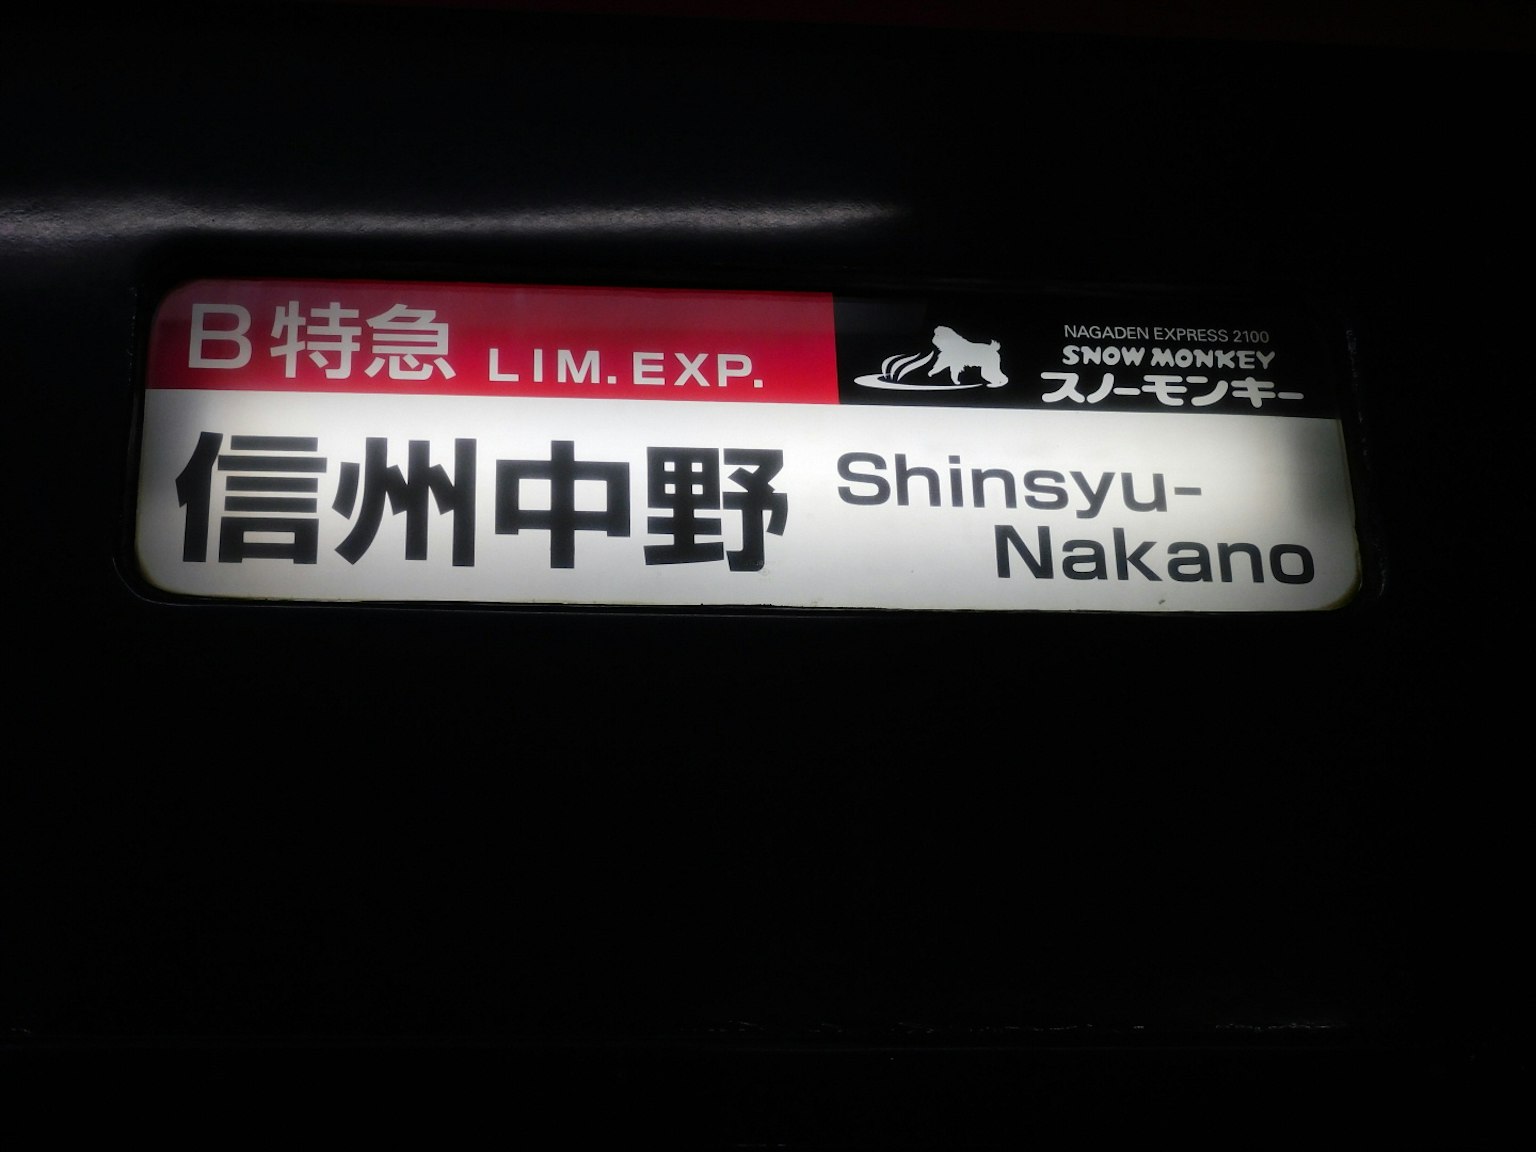 B特急 LIM.EXP.
NAGADEN EXPRESS 2100
SNOW MONKEY
スノーモンキー
信州中野
Shinsyu-
Nakano